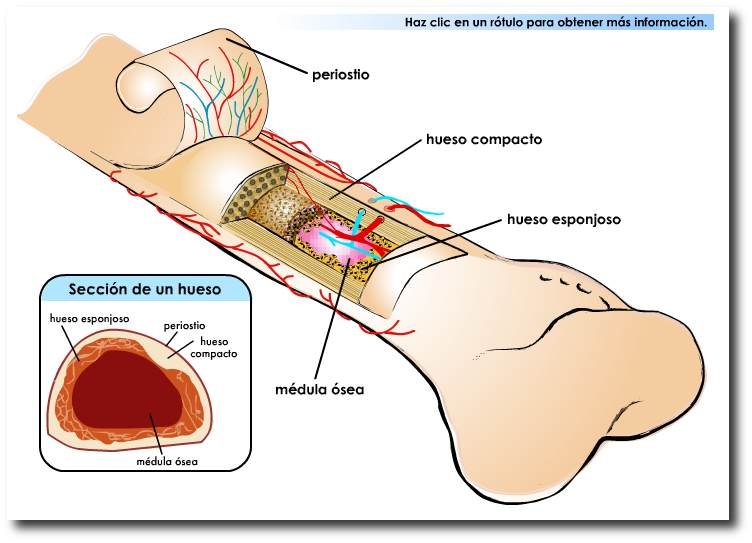 Haz clic en un rótulo para obtener más información.
periostio
hueso compacto
hueso esponjoso
médula ósea
Sección de un hueso
hueso esponjoso
periostio
hueso
compacto
médula ósea